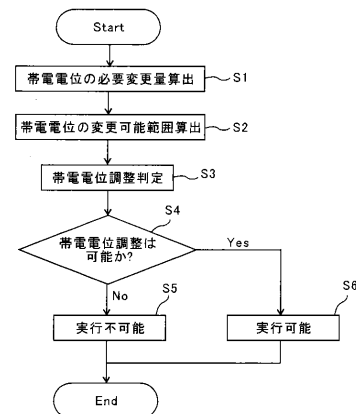 Start
帯電電位の必要変更量算出
S1
帯電電位の変更可能範囲算出
S2
帯電電位調整判定
S3
S4
帯電電位調整は
可能か?
Yes
No
S5
S6
実行不可能
実行可能
End